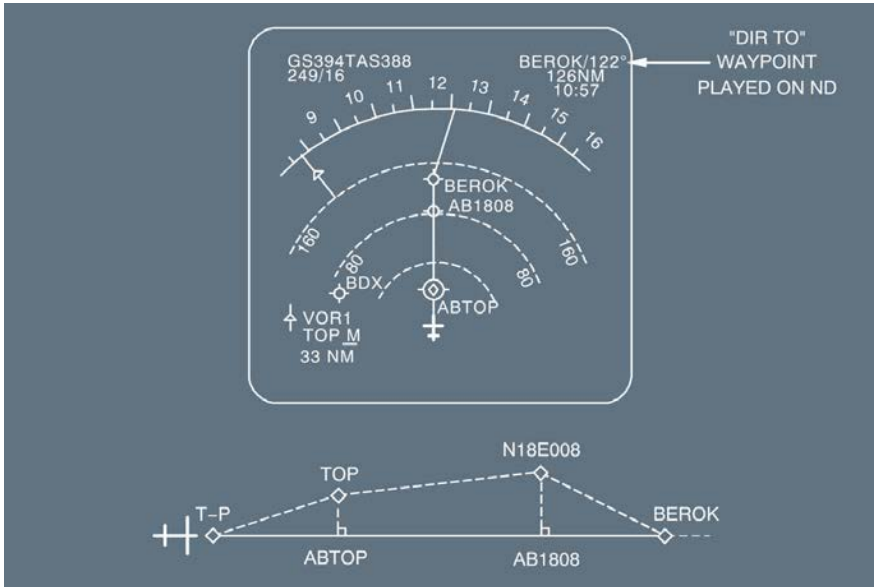 GS394TAS388
249/16
BEROK/122°
126NM
10:57
"DIR TO"
WAYPOINT
PLAYED ON ND
9
10
11
12
13
14
15
16
BEROK
AB1808
160
160
80
80
BDX
ABTOP
VOR1
TOP M
33 NM
N18E008
TOP
T-P
BEROK
ABTOP
AB1808